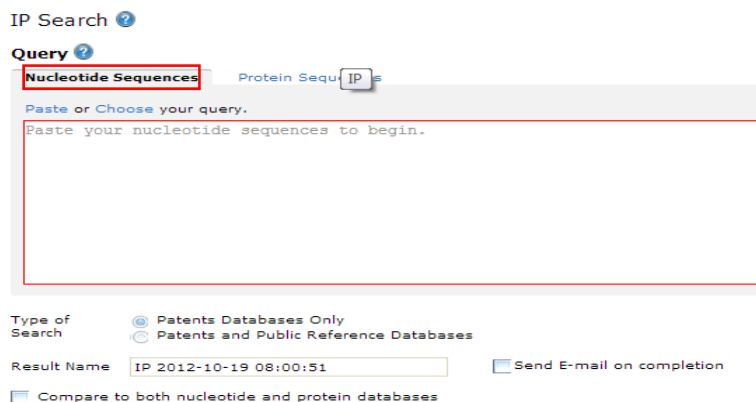 IP Search ?
Query ?
Nucleotide Sequences Protein Sequ IP s
Paste or Choose your query.
Paste your nucleotide sequences to begin.
Type of Search
Patents Databases Only
Patents and Public Reference Databases
Result Name IP 2012-10-19 08:00:51 Send E-mail on completion
Compare to both nucleotide and protein databases